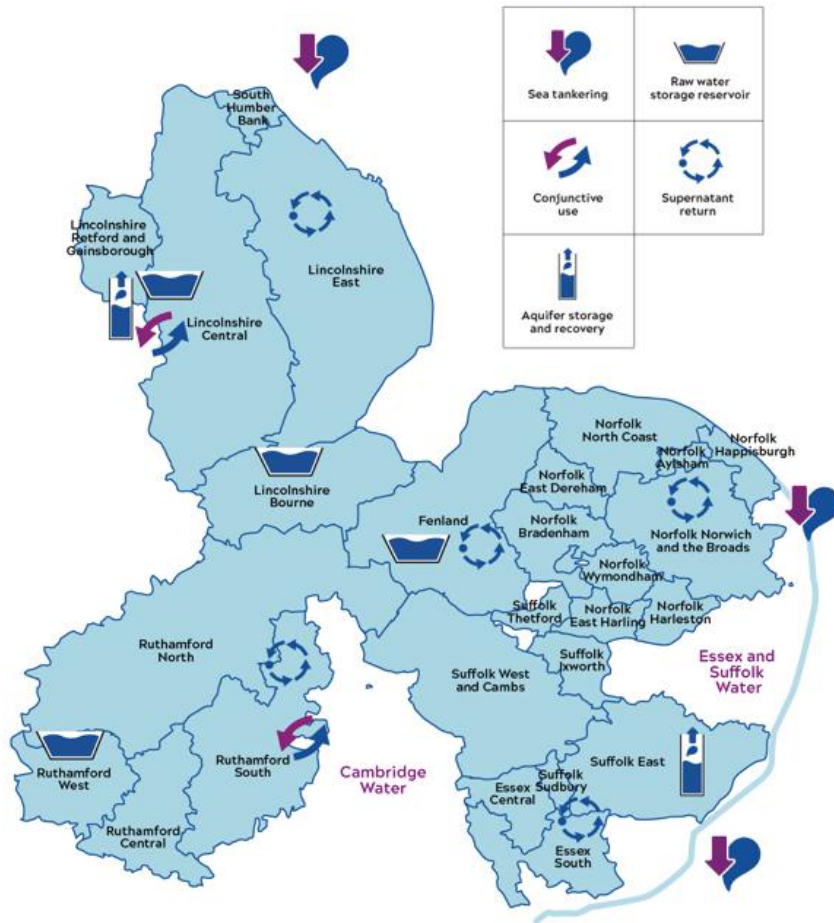 Sea tankering
Raw water
storage reservoir
Conjunctive
use
Supernatant
return
Aquifer storage
and recovery
South
Humber
Bank
Lincolnshire
Retford and
Gainsborough
Lincolnshire
East
Lincolnshire
Central
Lincolnshire
Bourne
Norfolk
North Coast
Norfolk
Happisburgh
Norfolk
Aylsham
Norfolk
East Dereham
Fenland
Norfolk
Bradenham
Norfolk Norwich
and the Broads
Norfolk
Wymondham
Suffolk
Thetford
Norfolk
East Harling
Norfolk
Harleston
Ruthamford
North
Suffolk West
and Cambs
Suffolk
Ixworth
Essex and
Suffolk
Water
Ruthamford
West
Ruthamford
South
Cambridge
Water
Suffolk East
Suffolk
Sudbury
Essex
Central
Ruthamford
Central
Essex
South